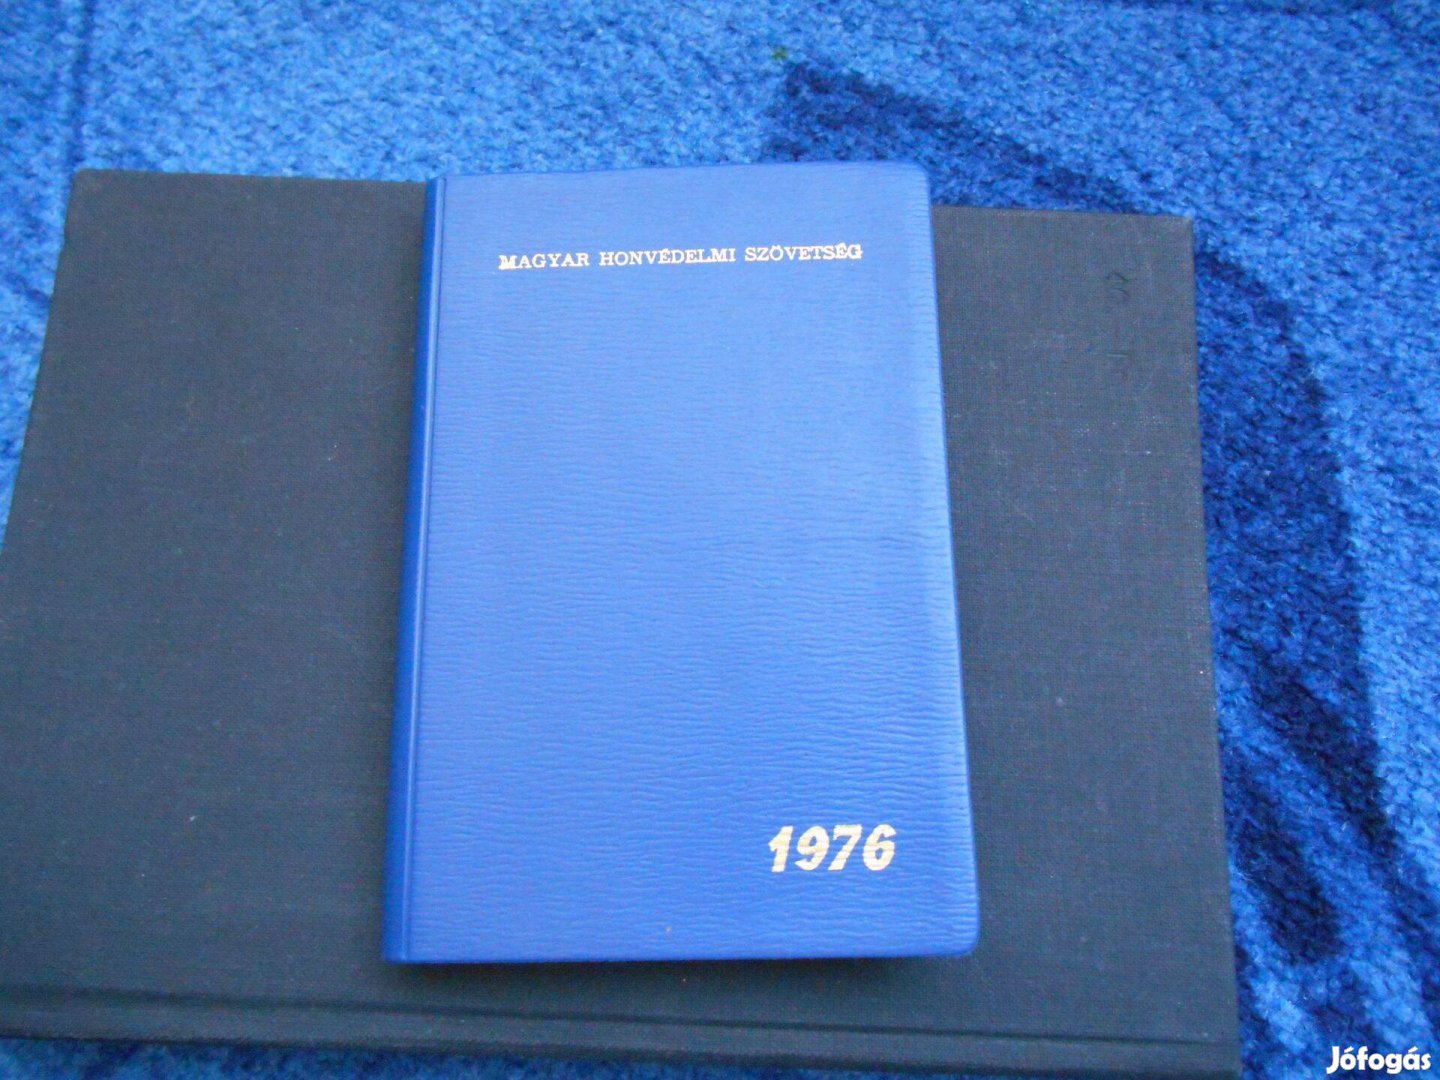 MAGYAR HONVÉDELMI SZÖVETSÉG
1976
Jófogás